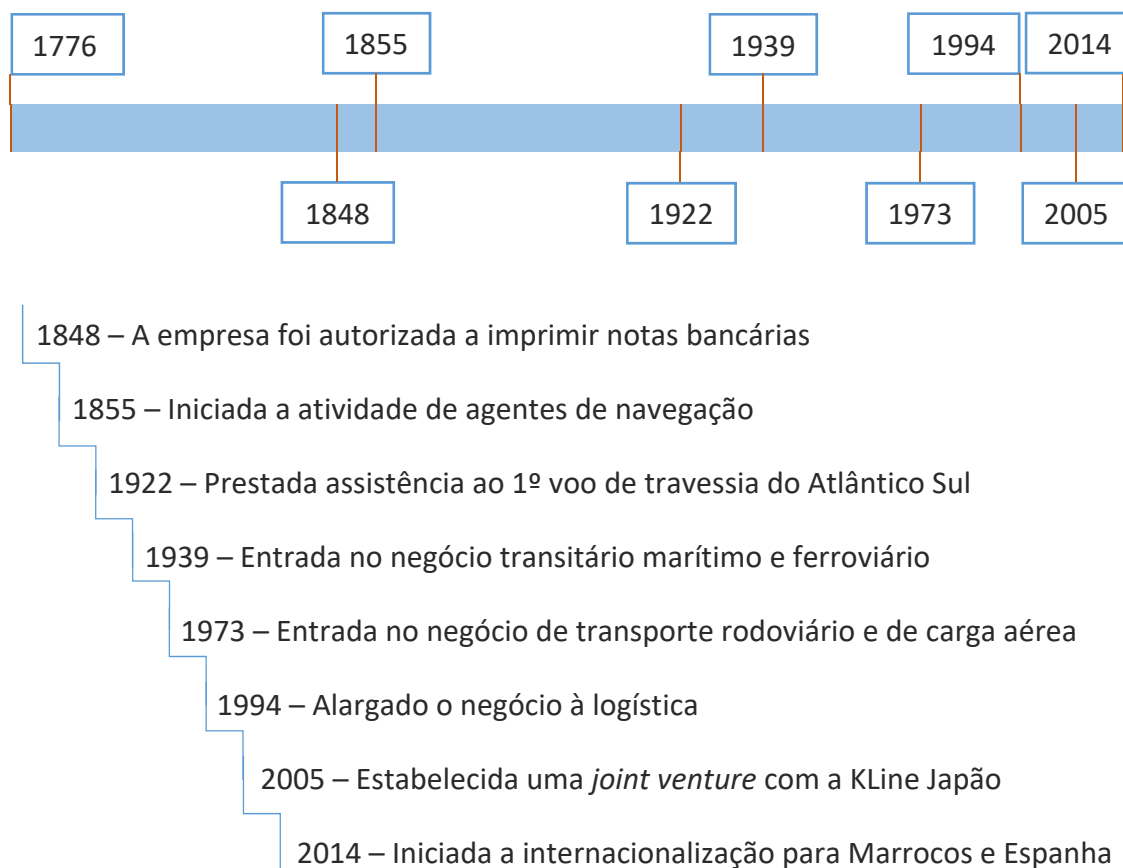 1776
1855
1939
1994
2014
1848
1922
1973
2005
1848 – A empresa foi autorizada a imprimir notas bancárias
1855 – Iniciada a atividade de agentes de navegação
1922 – Prestada assistência ao 1º voo de travessia do Atlântico Sul
1939 – Entrada no negócio transitário marítimo e ferroviário
1973 – Entrada no negócio de transporte rodoviário e de carga aérea
1994 – Alargado o negócio à logística
2005 – Estabelecida uma joint venture com a KLine Japão
2014 – Iniciada a internacionalização para Marrocos e Espanha